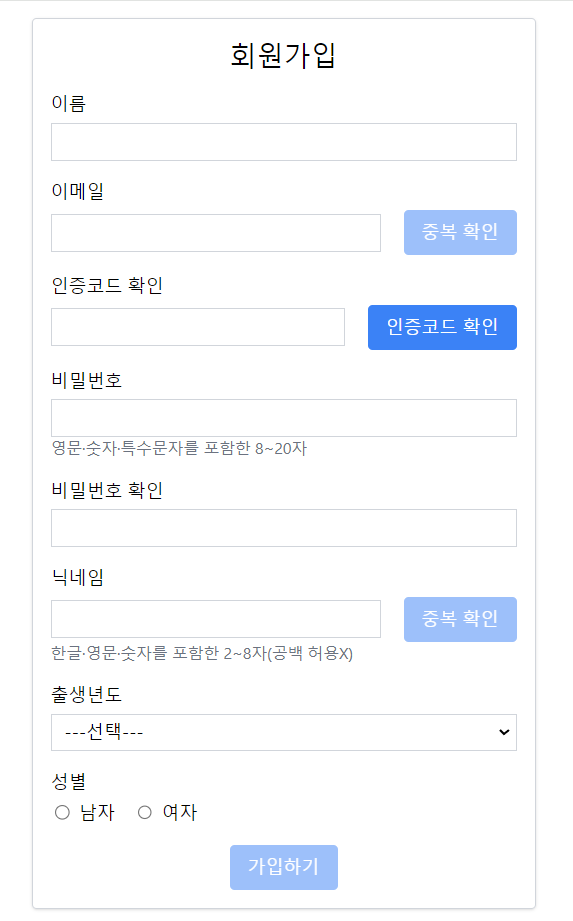 회원가입
이름
이메일
중복 확인
인증코드 확인
인증코드 확인
비밀번호
영문·숫자·특수문자를 포함한 8~20자
비밀번호 확인
닉네임
중복 확인
한글·영문·숫자를 포함한 2~8자(공백 허용X)
출생년도
---선택---
성별
남자 여자
가입하기